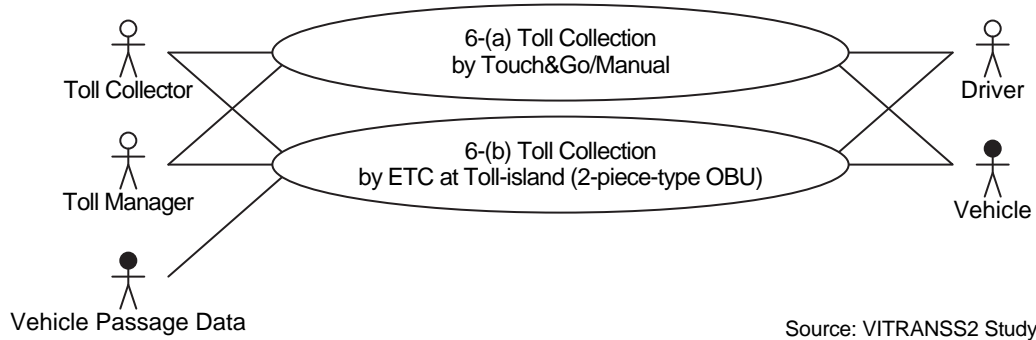 6-(a) Toll Collection
by Touch&Go/Manual
Toll Collector
Driver
6-(b) Toll Collection
by ETC at Toll-island (2-piece-type OBU)
Toll Manager
Vehicle
Vehicle Passage Data
Source: VITRANSS2 Study